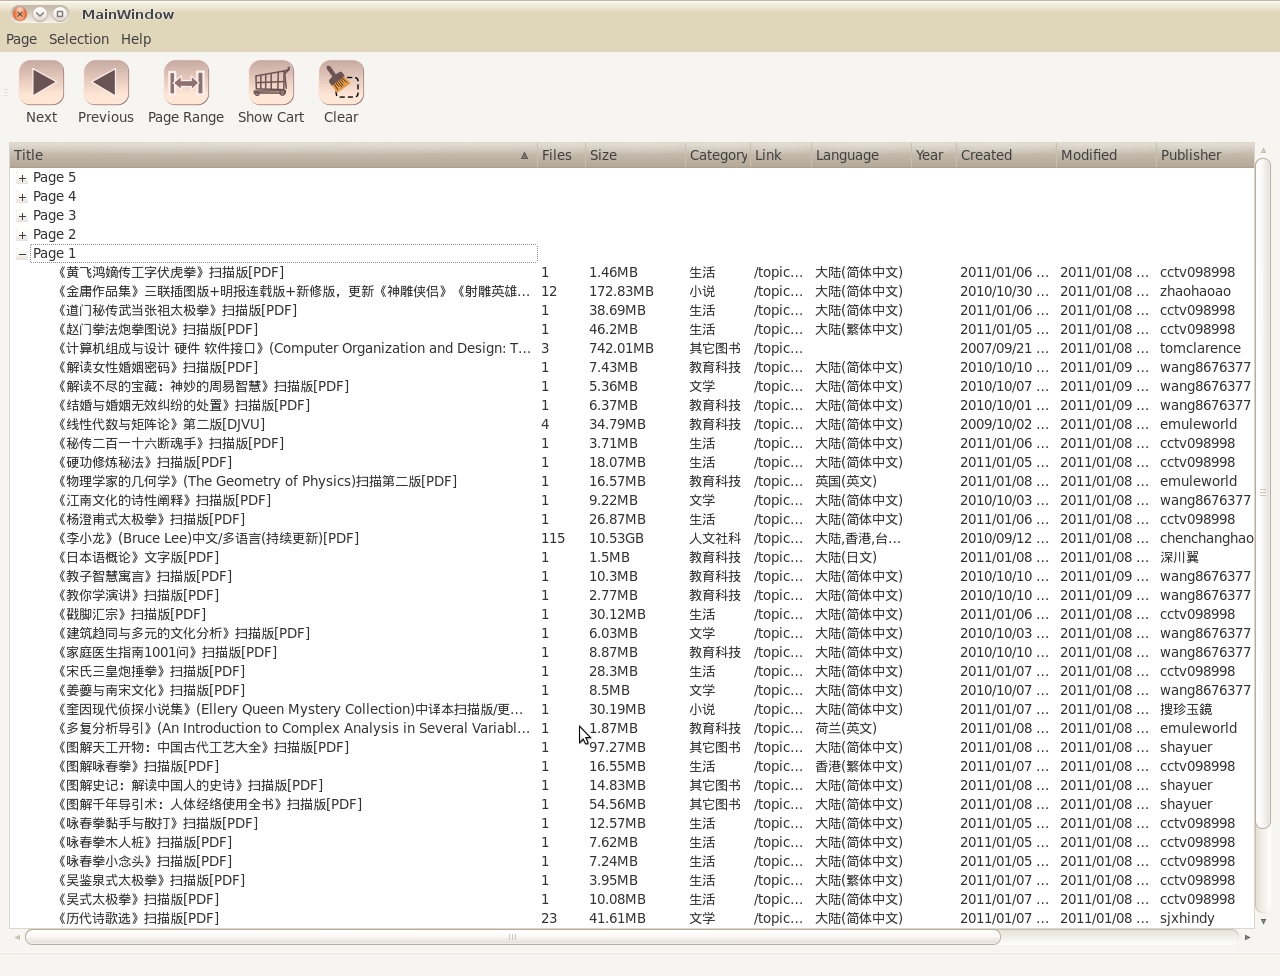 MainWindow
Page Selection Help
Next Previous Page Range Show Cart Clear
Title Files Size Category Link Language Year Created Modified Publisher
Page 5
Page 4
Page 3
Page 2
Page 1
《黄飞鸿嫡传工字伏虎拳》扫描版[PDF] 1 1.46MB 生活 /topic... 大陆(简体中文) 2011/01/06 ... 2011/01/08 ... cctv098998
《金庸作品集》三联插图版+明报连载版+新修版，更新《神雕侠侣》《射雕英雄... 12 172.83MB 小说 /topic... 大陆(简体中文) 2010/10/30 ... 2011/01/08 ... zhaohaoao
《道门秘传武当张祖太极拳》扫描版[PDF] 1 38.69MB 生活 /topic... 大陆(简体中文) 2011/01/06 ... 2011/01/08 ... cctv098998
《赵门拳法炮拳图说》扫描版[PDF] 1 46.2MB 生活 /topic... 大陆(繁体中文) 2011/01/05 ... 2011/01/08 ... cctv098998
《计算机组成与设计 硬件 软件接口》(Computer Organization and Design: T... 3 742.01MB 其它图书 /topic... 2007/09/21 ... 2011/01/08 ... tomclarence
《解读女性婚姻密码》扫描版[PDF] 1 7.43MB 教育科技 /topic... 大陆(简体中文) 2010/10/10 ... 2011/01/09 ... wang8676377
《解读不尽的宝藏：神妙的周易智慧》扫描版[PDF] 1 5.36MB 文学 /topic... 大陆(简体中文) 2010/10/07 ... 2011/01/09 ... wang8676377
《结婚与婚姻无效纠纷的处置》扫描版[PDF] 1 6.37MB 教育科技 /topic... 大陆(简体中文) 2010/10/01 ... 2011/01/09 ... wang8676377
《线性代数与矩阵论》第二版[DJVU] 4 34.79MB 教育科技 /topic... 大陆(简体中文) 2009/10/02 ... 2011/01/08 ... emuleworld
《秘传二百一十六断魂手》扫描版[PDF] 1 3.71MB 生活 /topic... 大陆(简体中文) 2011/01/06 ... 2011/01/08 ... cctv098998
《硬功修炼秘法》扫描版[PDF] 1 18.07MB 生活 /topic... 大陆(简体中文) 2011/01/05 ... 2011/01/08 ... cctv098998
《物理学家的几何学》(The Geometry of Physics)扫描第二版[PDF] 1 16.57MB 教育科技 /topic... 英国(英文) 2011/01/08 ... 2011/01/08 ... emuleworld
《江南文化的诗性阐释》扫描版[PDF] 1 9.22MB 文学 /topic... 大陆(简体中文) 2010/10/03 ... 2011/01/08 ... wang8676377
《杨澄甫式太极拳》扫描版[PDF] 1 26.87MB 生活 /topic... 大陆(简体中文) 2011/01/06 ... 2011/01/08 ... cctv098998
《李小龙》(Bruce Lee)中文/多语言(持续更新)[PDF] 115 10.53GB 人文社科 /topic... 大陆,香港,台... 2010/09/12 ... 2011/01/08 ... chenchanghao
《日本语概论》文字版[PDF] 1 1.5MB 教育科技 /topic... 大陆(日文) 2011/01/08 ... 2011/01/08 ... 深川翼
《教子智慧寓言》扫描版[PDF] 1 10.3MB 教育科技 /topic... 大陆(简体中文) 2010/10/10 ... 2011/01/09 ... wang8676377
《教你学演讲》扫描版[PDF] 1 2.77MB 教育科技 /topic... 大陆(简体中文) 2010/10/10 ... 2011/01/09 ... wang8676377
《戳脚汇宗》扫描版[PDF] 1 30.12MB 生活 /topic... 大陆(简体中文) 2011/01/06 ... 2011/01/08 ... cctv098998
《建筑趋同与多元的文化分析》扫描版[PDF] 1 6.03MB 文学 /topic... 大陆(简体中文) 2010/10/03 ... 2011/01/08 ... wang8676377
《家庭医生指南1001问》扫描版[PDF] 1 8.87MB 教育科技 /topic... 大陆(简体中文) 2010/10/10 ... 2011/01/08 ... wang8676377
《宋氏三皇炮捶拳》扫描版[PDF] 1 28.3MB 生活 /topic... 大陆(简体中文) 2011/01/07 ... 2011/01/08 ... cctv098998
《姜夔与南宋文化》扫描版[PDF] 1 8.5MB 文学 /topic... 大陆(简体中文) 2010/10/07 ... 2011/01/08 ... wang8676377
《奎因现代侦探小说集》(Ellery Queen Mystery Collection)中译本扫描版/更... 1 30.19MB 小说 /topic... 大陆(简体中文) 2011/01/07 ... 2011/01/08 ... 搜珍玉鏡
《多复分析导引》(An Introduction to Complex Analysis in Several Variabl... 1 1.87MB 教育科技 /topic... 荷兰(英文) 2011/01/08 ... 2011/01/08 ... emuleworld
《图解天工开物：中国古代工艺大全》扫描版[PDF] 1 97.27MB 其它图书 /topic... 大陆(简体中文) 2011/01/08 ... 2011/01/08 ... shayuer
《图解咏春拳》扫描版[PDF] 1 16.55MB 生活 /topic... 香港(繁体中文) 2011/01/07 ... 2011/01/08 ... cctv098998
《图解史记：解读中国人的史诗》扫描版[PDF] 1 14.83MB 其它图书 /topic... 大陆(简体中文) 2011/01/08 ... 2011/01/08 ... shayuer
《图解千年导引术：人体经络使用全书》扫描版[PDF] 1 54.56MB 其它图书 /topic... 大陆(简体中文) 2011/01/08 ... 2011/01/08 ... shayuer
《咏春拳黏手与散打》扫描版[PDF] 1 12.57MB 生活 /topic... 大陆(简体中文) 2011/01/05 ... 2011/01/08 ... cctv098998
《咏春拳木人桩》扫描版[PDF] 1 7.62MB 生活 /topic... 大陆(简体中文) 2011/01/05 ... 2011/01/08 ... cctv098998
《咏春拳小念头》扫描版[PDF] 1 7.24MB 生活 /topic... 大陆(简体中文) 2011/01/05 ... 2011/01/08 ... cctv098998
《吴鉴泉式太极拳》扫描版[PDF] 1 3.95MB 生活 /topic... 大陆(繁体中文) 2011/01/07 ... 2011/01/08 ... cctv098998
《吴式太极拳》扫描版[PDF] 1 10.08MB 生活 /topic... 大陆(简体中文) 2011/01/07 ... 2011/01/08 ... cctv098998
《历代诗歌选》扫描版[PDF] 23 41.61MB 文学 /topic... 大陆(简体中文) 2011/01/07 ... 2011/01/08 ... sjxhindy